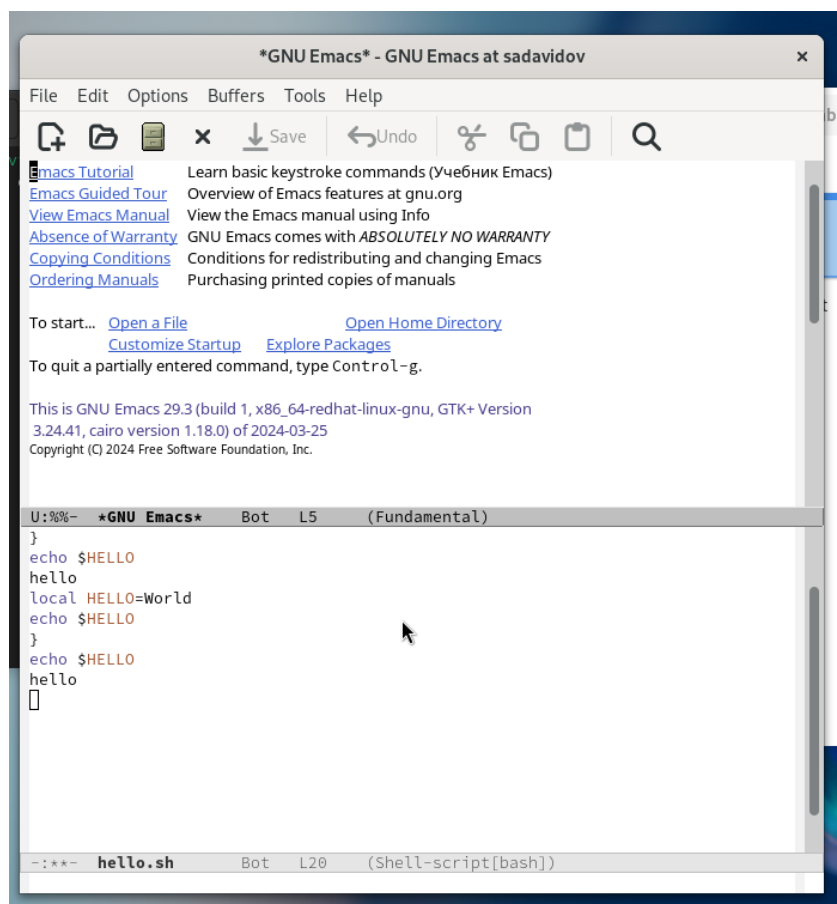 *GNU Emacs* - GNU Emacs at sadavidov
File Edit Options Buffers Tools Help
Save Undo
Emacs Tutorial Learn basic keystroke commands (Учебник Emacs)
Emacs Guided Tour Overview of Emacs features at gnu.org
View Emacs Manual View the Emacs manual using Info
Absence of Warranty GNU Emacs comes with ABSOLUTELY NO WARRANTY
Copying Conditions Conditions for redistributing and changing Emacs
Ordering Manuals Purchasing printed copies of manuals
To start... Open a File Open Home Directory
Customize Startup Explore Packages
To quit a partially entered command, type Control-g.
This is GNU Emacs 29.3 (build 1, x86_64-redhat-linux-gnu, GTK+ Version
3.24.41, cairo version 1.18.0) of 2024-03-25
Copyright (C) 2024 Free Software Foundation, Inc.
U:%%- *GNU Emacs* Bot L5 (Fundamental)
}
echo $HELLO
hello
local HELLO=World
echo $HELLO
}
echo $HELLO
hello
-:**- hello.sh Bot L20 (Shell-script[bash])